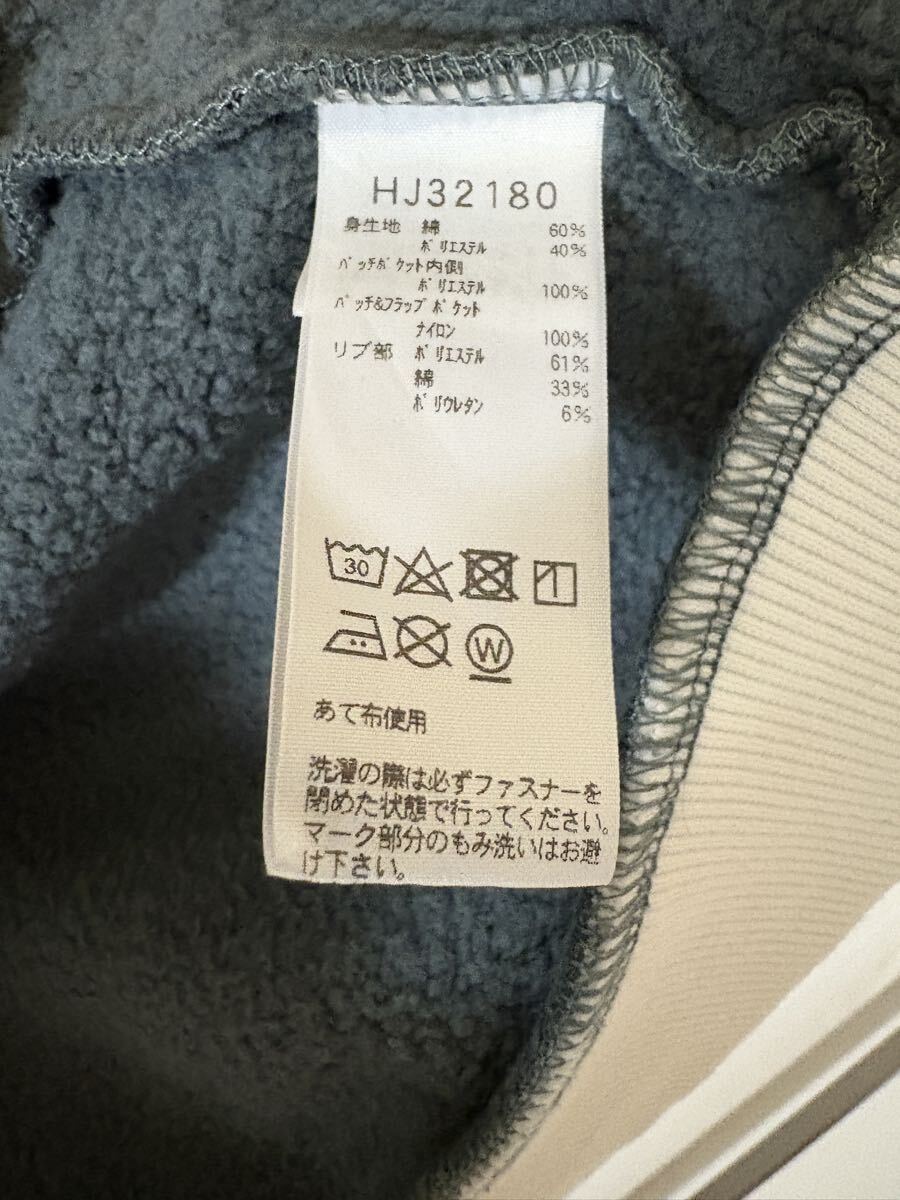 HJ32180
身生地 綿 60%
ﾎﾟﾘｴｽﾃﾙ 40%
ﾊﾟｯﾁﾎﾟｹｯﾄ内側
ﾎﾟﾘｴｽﾃﾙ 100%
ﾊﾟｯﾁ&ﾌﾗｯﾌﾟﾎﾟｹｯﾄ
ﾅｲﾛﾝ 100%
リブ部 ﾎﾟﾘｴｽﾃﾙ 61%
綿 33%
ﾎﾟﾘｳﾚﾀﾝ 6%
30
W
あて布使用
洗濯の際は必ずファスナーを
閉めた状態で行ってください。
マーク部分のもみ洗いはお避
け下さい。